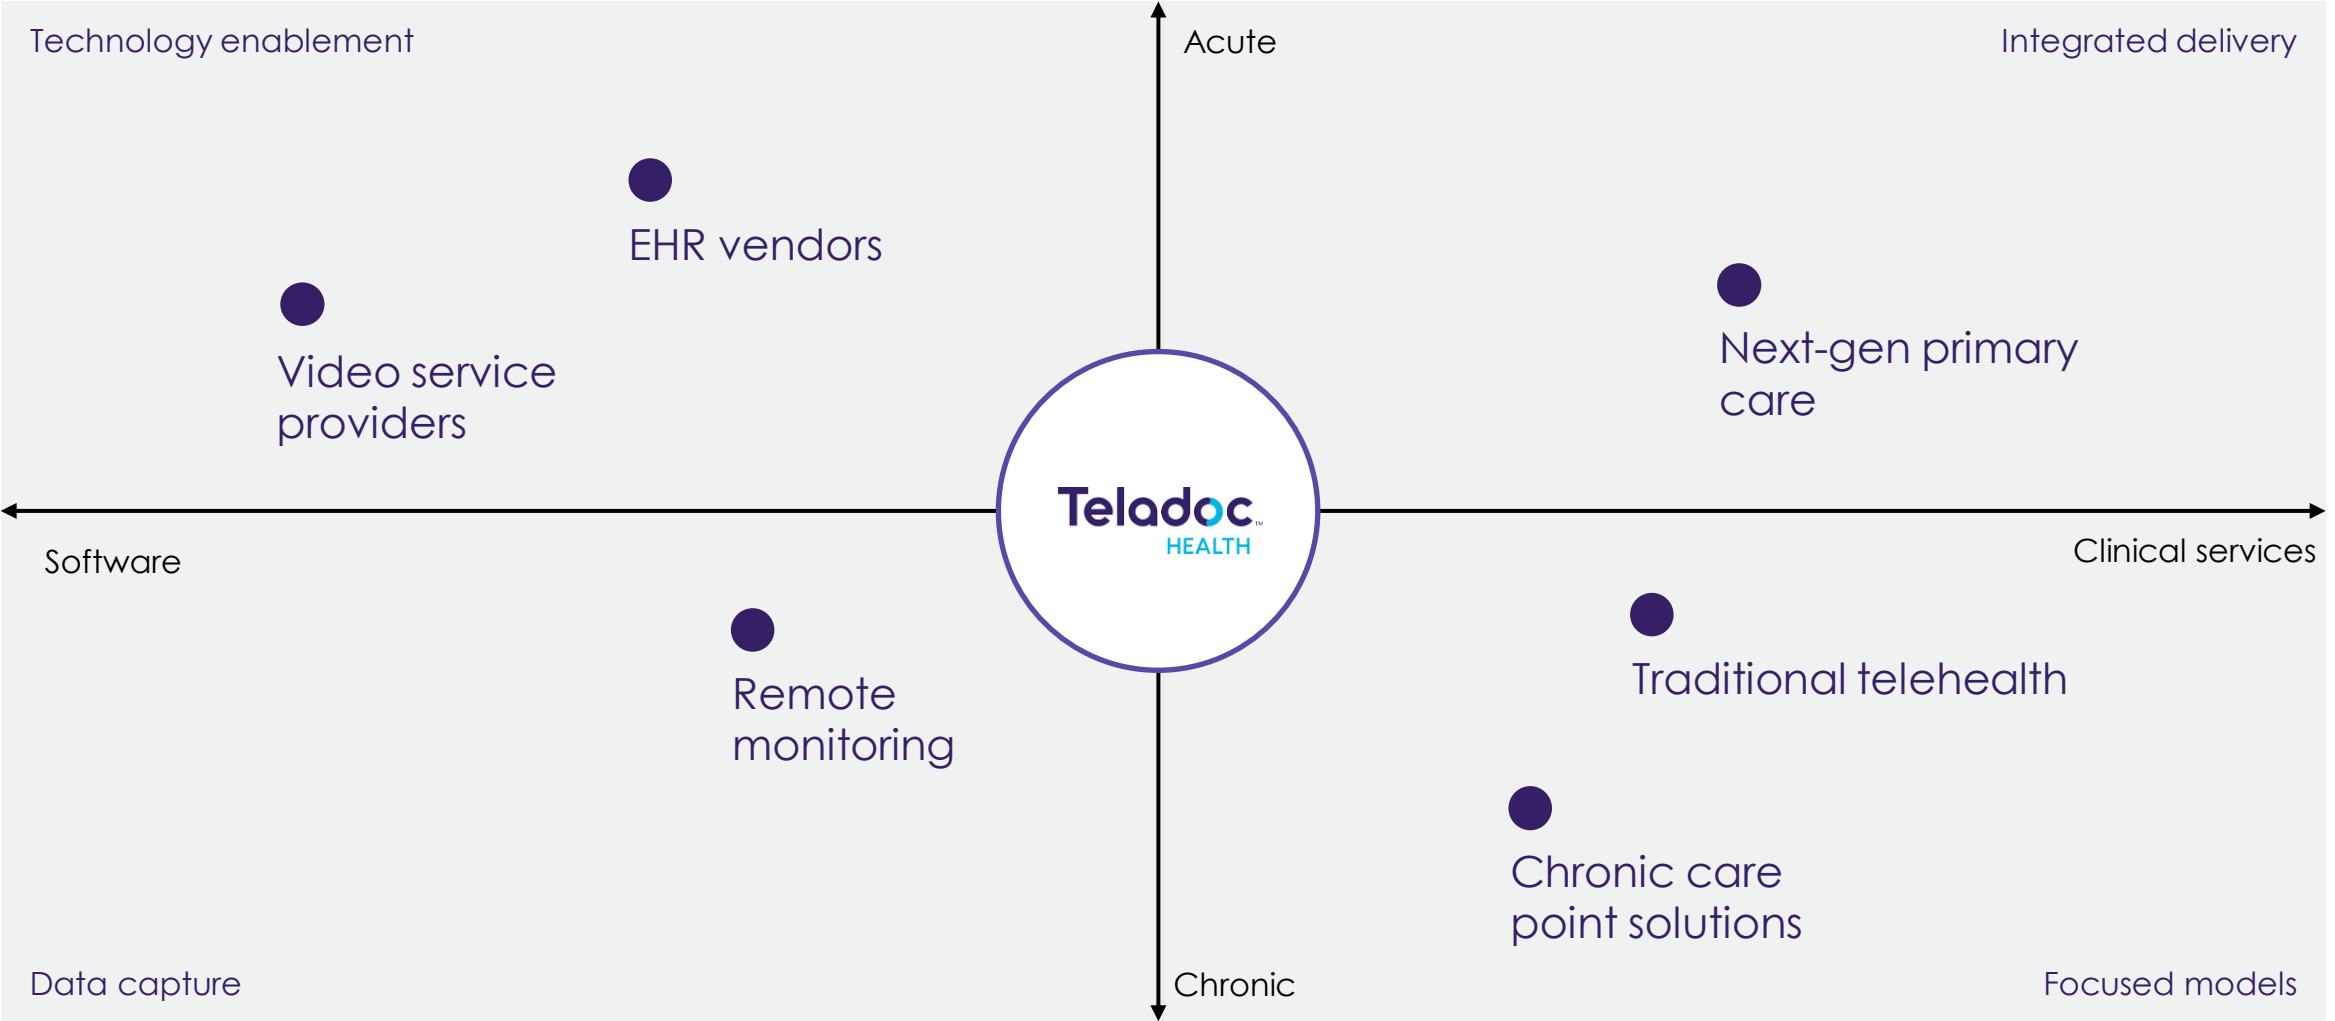 Technology enablement
Acute
Integrated delivery
EHR vendors
Video service
providers
Next-gen primary
care
Teladoc™
HEALTH
Software
Clinical services
Remote
monitoring
Traditional telehealth
Chronic care
point solutions
Data capture
Chronic
Focused models